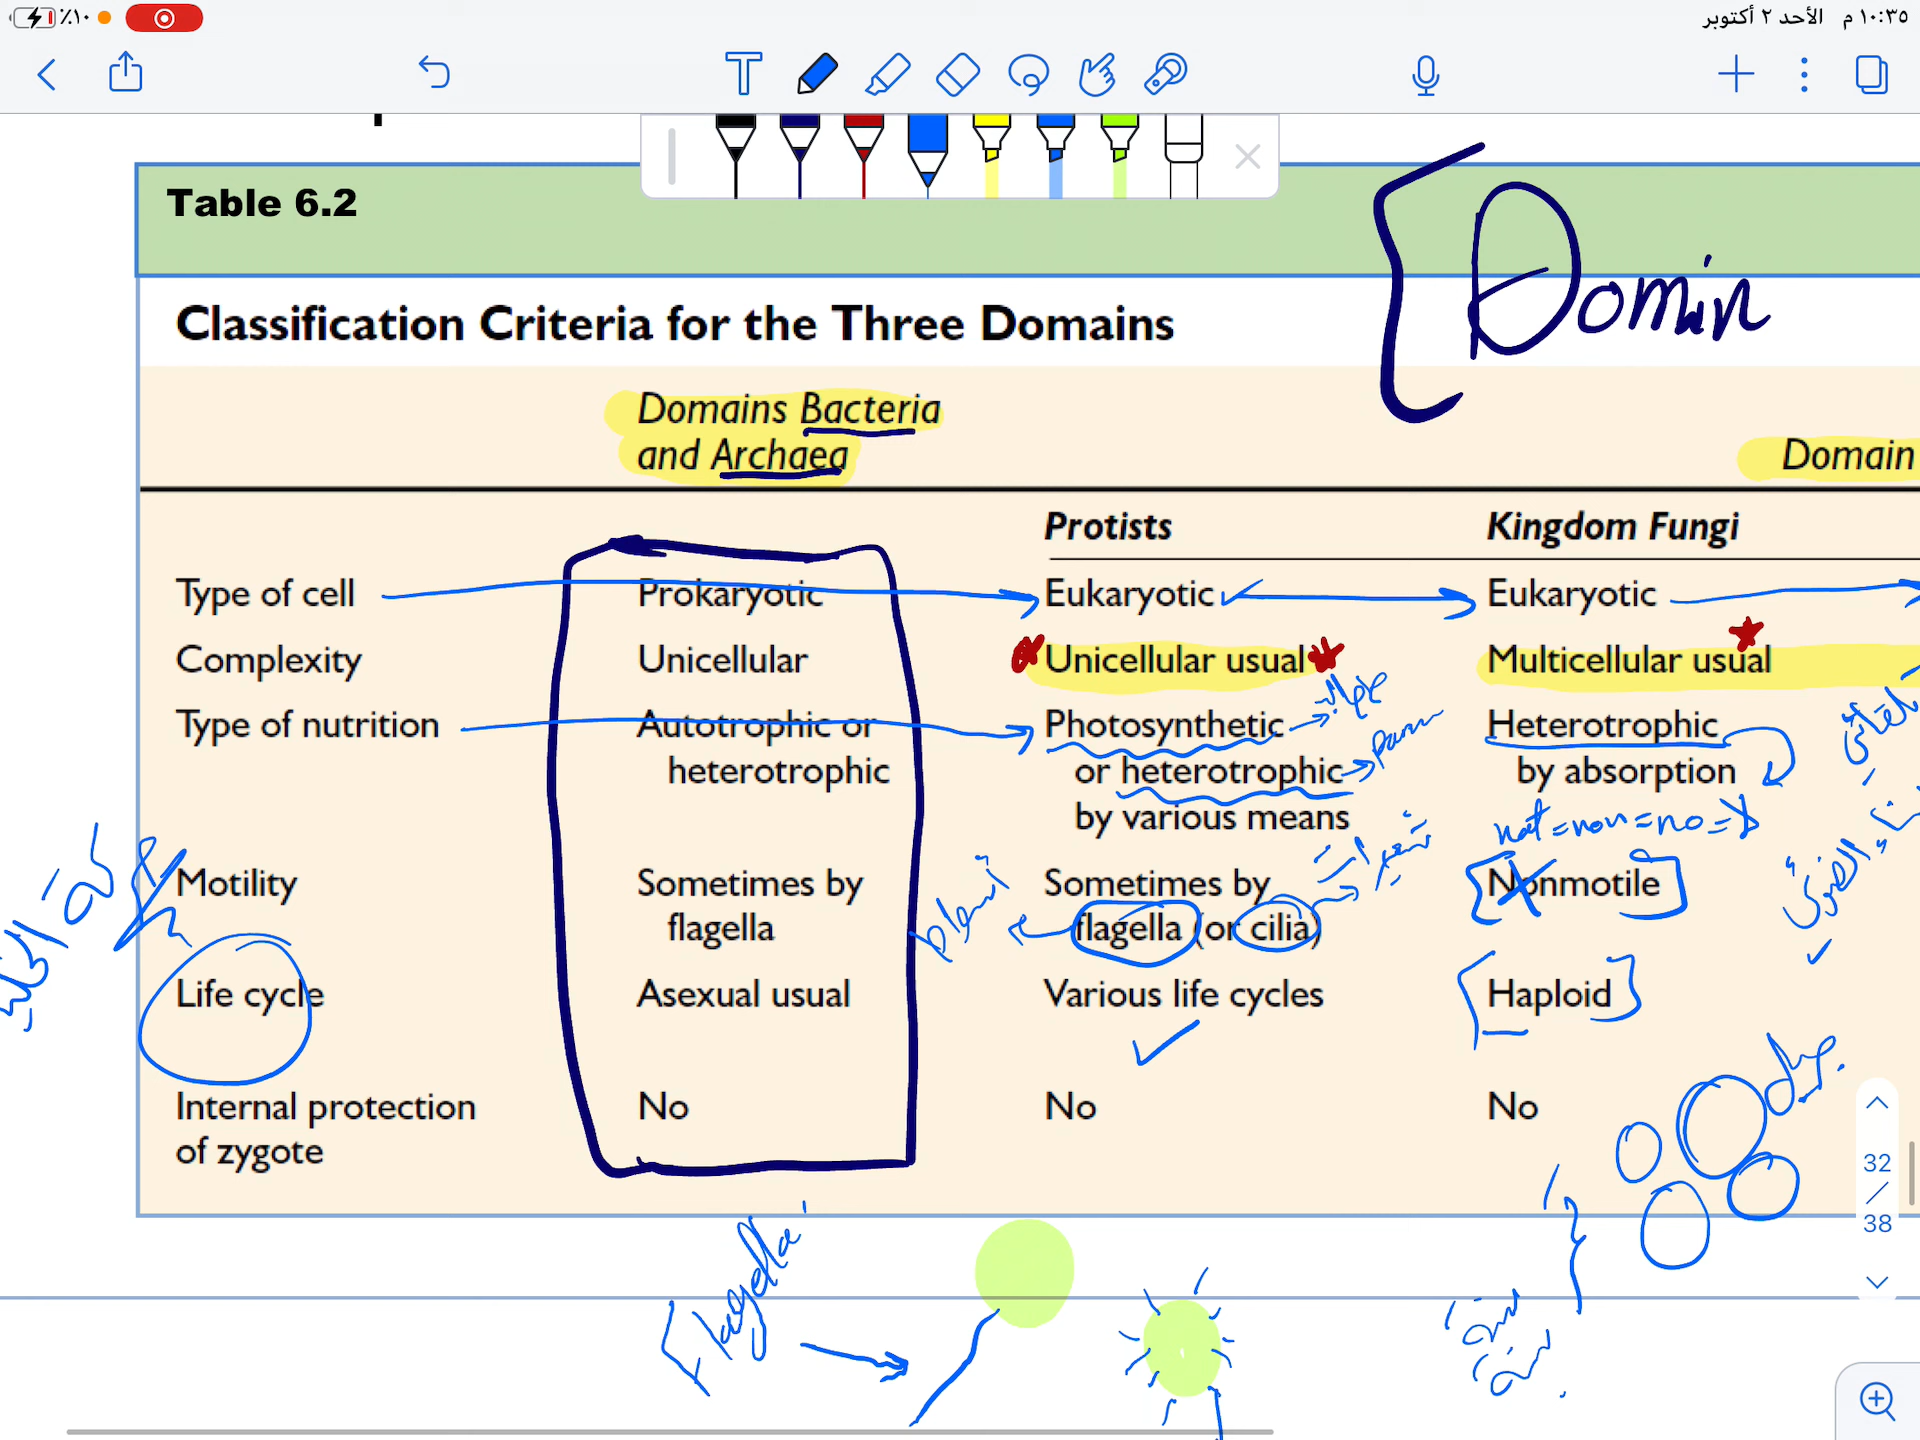 ٪١٠
١٠:٣٥ م الأحد ٢ أكتوبر
Table 6.2
Domin
Classification Criteria for the Three Domains
Domains Bacteria
and Archaea
Domain
Protists
Kingdom Fungi
Type of cell
Prokaryotic
Eukaryotic
Eukaryotic
Complexity
Unicellular
Unicellular usual
Multicellular usual
Type of nutrition
Autotrophic or
heterotrophic
Photosynthetic
or heterotrophic
by various means
Heterotrophic
by absorption
not = non = no = لا
Motility
Sometimes by
flagella
Sometimes by
flagella (or cilia)
Nonmotile
Life cycle
Asexual usual
Various life cycles
Haploid
Internal protection
of zygote
No
No
No
32
/
38
Flagella